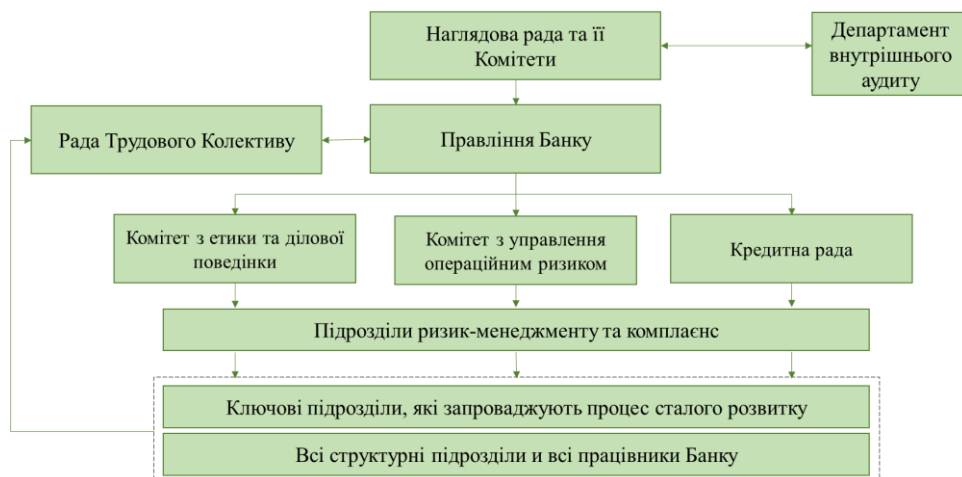 Наглядова рада та її
Комітети
Департамент
внутрішнього
аудиту
Рада Трудового Колективу
Правління Банку
Комітет з етики та ділової
поведінки
Комітет з управління
операційним ризиком
Кредитна рада
Підрозділи ризик-менеджменту та комплаєнс
Ключові підрозділи, які запроваджують процес сталого розвитку
Всі структурні підрозділи и всі працівники Банку